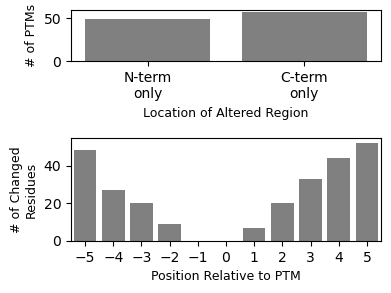 # of PTMs
50
0
N-term
only
C-term
only
Location of Altered Region
# of Changed
Residues
40
20
0
−5 −4 −3 −2 −1 0 1 2 3 4 5
Position Relative to PTM